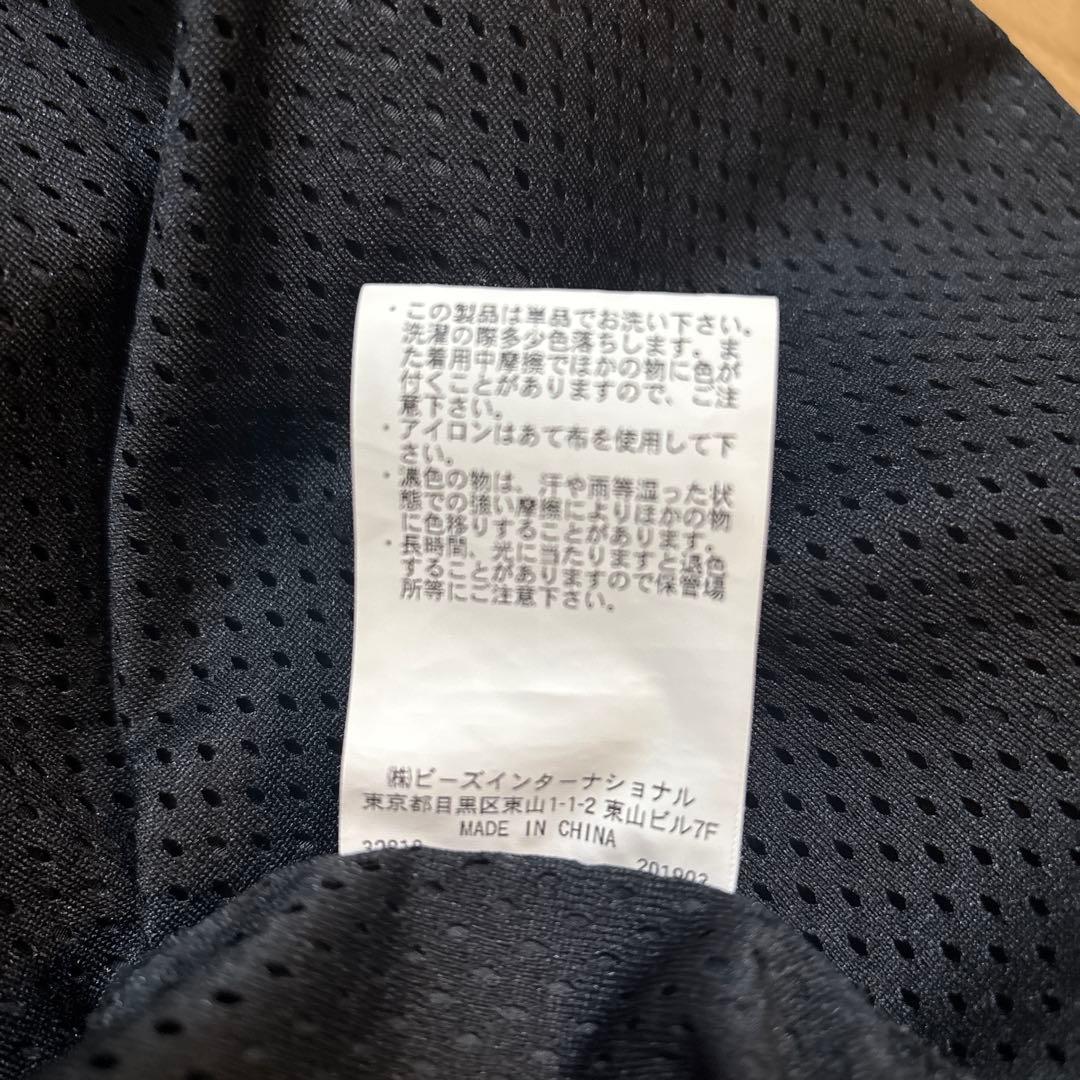 ・この製品は単品でお洗い下さい。
洗濯の際多少色落ちします。ま
た着用中摩擦でほかの物に色が
付くことがありますので、ご注
意下さい。
・アイロンはあて布を使用して下
さい。
・濃色の物は、汗や雨等湿った状
態での強い摩擦によりほかの物
に色移りすることがあります。
・長時間、光に当たりますと退色
することがありますので保管場
所等にご注意下さい。
㈱ビーズインターナショナル
東京都目黒区東山1-1-2 東山ビル7F
MADE IN CHINA
201902